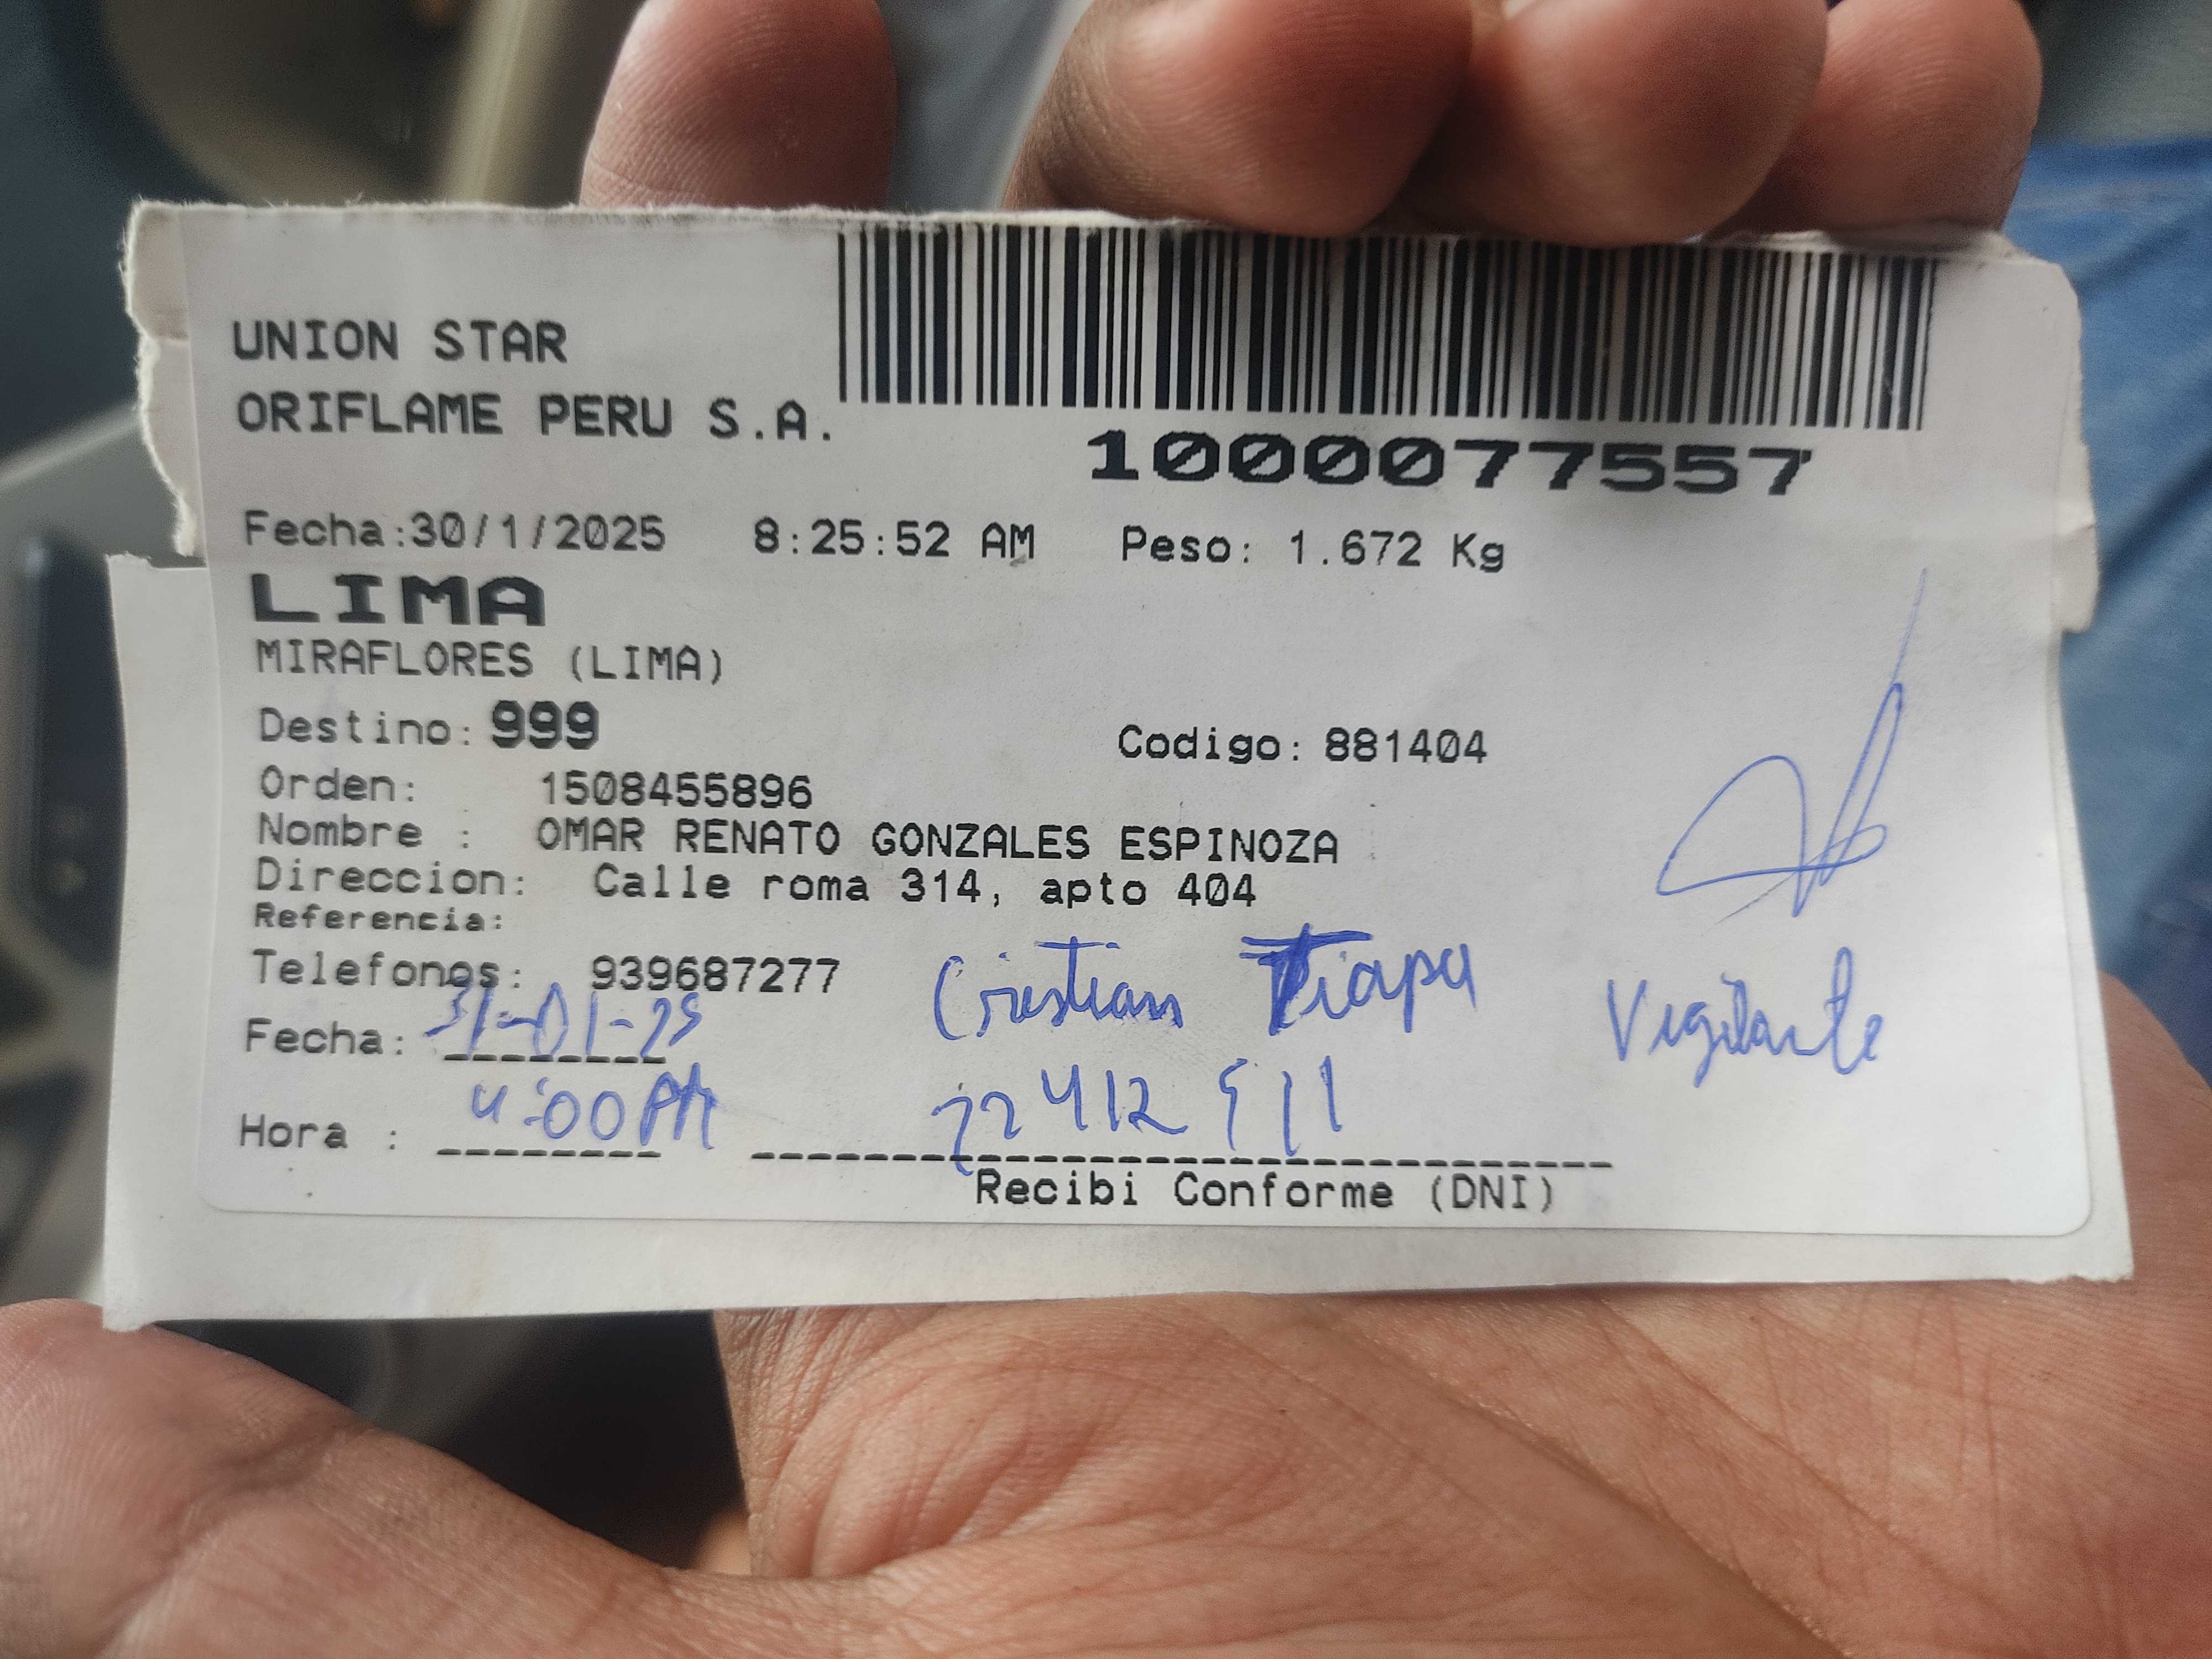 UNION STAR
ORIFLAME PERU S.A.
1000077557
Fecha:30/1/2025 8:25:52 AM Peso: 1.672 Kg
LIMA
MIRAFLORES (LIMA)
Destino: 999 Codigo: 881404
Orden: 1508455896
Nombre : OMAR RENATO GONZALES ESPINOZA
Direccion: Calle roma 314, apto 404
Referencia:
Telefonos: 939687277
Cristian
Vigilante
Fecha: 31-01-25
Hora : 4:00 PM
Recibi Conforme (DNI)